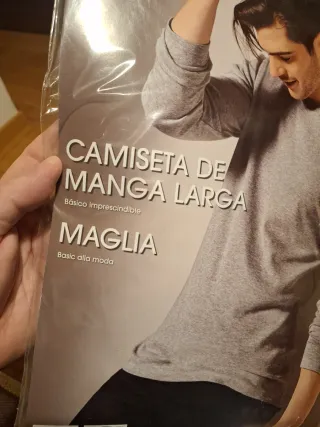 CAMISETA DE
MANGA LARGA
Básico imprescindible
MAGLIA
Basic alla moda